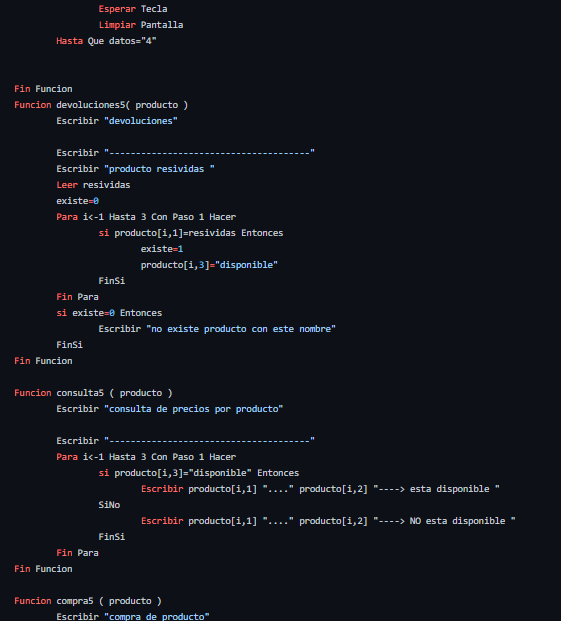 Esperar Tecla
Limpiar Pantalla
Hasta Que datos="4"
Fin Funcion
Funcion devoluciones5( producto )
Escribir "devoluciones"
Escribir "-------------------------------------"
Escribir "producto resividas "
Leer resividas
existe=0
Para i<-1 Hasta 3 Con Paso 1 Hacer
si producto[i,1]=resividas Entonces
existe=1
producto[i,3]="disponible"
FinSi
Fin Para
si existe=0 Entonces
Escribir "no existe producto con este nombre"
FinSi
Fin Funcion
Funcion consulta5 ( producto )
Escribir "consulta de precios por producto"
Escribir "-------------------------------------"
Para i<-1 Hasta 3 Con Paso 1 Hacer
si producto[i,3]="disponible" Entonces
Escribir producto[i,1] "...." producto[i,2] "----> esta disponible "
SiNo
Escribir producto[i,1] "...." producto[i,2] "----> NO esta disponible "
FinSi
Fin Para
Fin Funcion
Funcion compra5 ( producto )
Escribir "compra de producto"